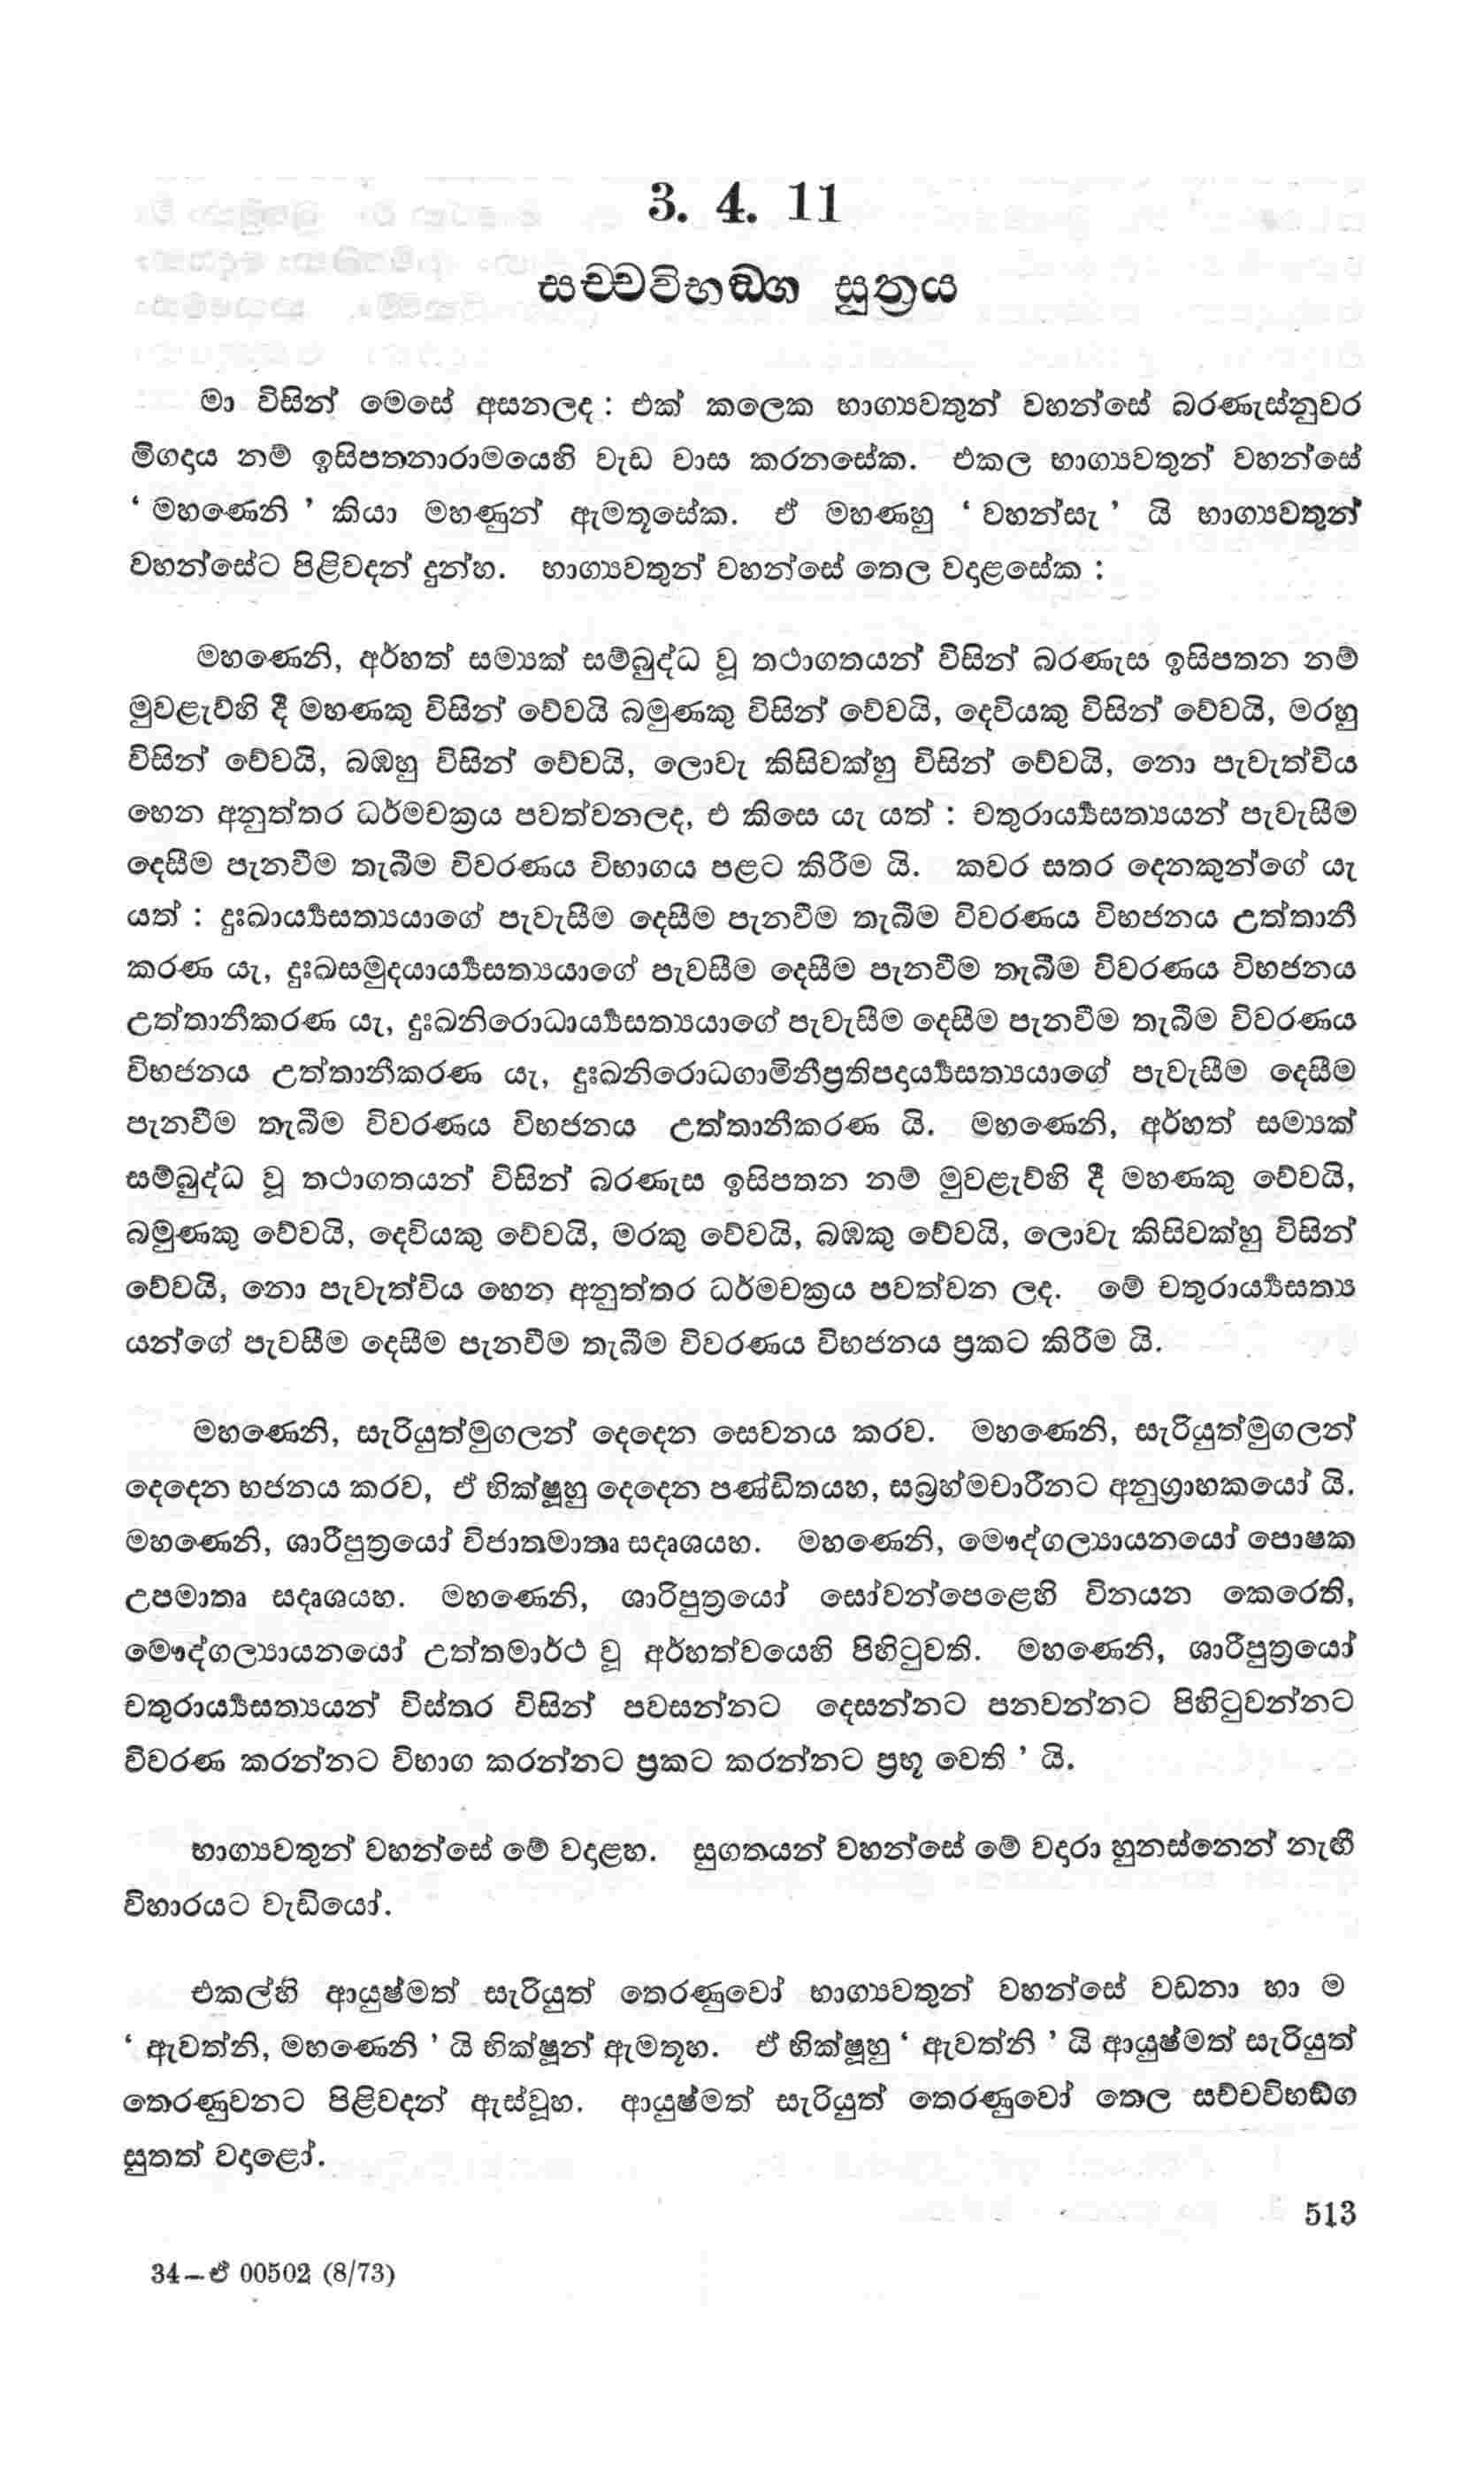 3. 4. 11
සච්චවිභඞ්ග සූත්‍රය
මා විසින් මෙසේ අසනලද : එක් කලෙක භාග්‍යවතුන් වහන්සේ බරණැස්නුවර
මිගදාය නම් ඉසිපතනාරාමයෙහි වැඩ වාස කරනසේක. එකල භාග්‍යවතුන් වහන්සේ
‘ මහණෙනි ’ කියා මහණුන් ඇමතූසේක. ඒ මහණහු ‘ වහන්සැ ’ යි භාග්‍යවතුන්
වහන්සේට පිළිවදන් දුන්හ. භාග්‍යවතුන් වහන්සේ තෙල වදාළසේක :
මහණෙනි, අර්හත් සම්‍යක් සම්බුද්ධ වූ තථාගතයන් විසින් බරණැස ඉසිපතන නම්
මුවළැව්හි දී මහණකු විසින් වේවයි බමුණකු විසින් වේවයි, දෙවියකු විසින් වේවයි, මරහු
විසින් වේවයි, බඹහු විසින් වේවයි, ලොවැ කිසිවක්හු විසින් වේවයි, නො පැවැත්විය
හෙන අනුත්තර ධර්මචක්‍රය පවත්වනලද, එ කිසෙ යැ යත් : චතුරාර්‍ය්‍යසත්‍යයන් පැවැසීම
දෙසීම පැනවීම තැබීම විවරණය විභාගය පළට කිරීම යි. කවර සතර දෙනකුන්ගේ යැ
යත් : දුඃඛාර්‍ය්‍යසත්‍යයාගේ පැවැසීම දෙසීම පැනවීම තැබීම විවරණය විභජනය උත්තානී
කරණ යැ, දුඃඛසමුදයාර්‍ය්‍යසත්‍යයාගේ පැවසීම දෙසීම පැනවීම තැබීම විවරණය විභජනය
උත්තානීකරණ යැ, දුඃඛනිරොධාර්‍ය්‍යසත්‍යයාගේ පැවැසීම දෙසීම පැනවීම තැබීම විවරණය
විභජනය උත්තානීකරණ යැ, දුඃඛනිරොධගාමිනීප්‍රතිපදාර්‍ය්‍යසත්‍යයාගේ පැවැසීම දෙසීම
පැනවීම තැබීම විවරණය විභජනය උත්තානීකරණ යි. මහණෙනි, අර්හත් සම්‍යක්
සම්බුද්ධ වූ තථාගතයන් විසින් බරණැස ඉසිපතන නම් මුවළැව්හි දී මහණකු වේවයි,
බමුණකු වේවයි, දෙවියකු වේවයි, මරකු වේවයි, බඹකු වේවයි, ලොවැ කිසිවක්හු විසින්
වේවයි, නො පැවැත්විය හෙන අනුත්තර ධර්මචක්‍රය පවත්වන ලද. මේ චතුරාර්‍ය්‍යසත්‍ය
යන්ගේ පැවසීම දෙසීම පැනවීම තැබීම විවරණය විභජනය ප්‍රකට කිරීම යි.
මහණෙනි, සැරියුත්මුගලන් දෙදෙන සෙවනය කරව. මහණෙනි, සැරියුත්මුගලන්
දෙදෙන භජනය කරව, ඒ භික්ෂූහු දෙදෙන පණ්ඩිතයහ, සබ්‍රහ්මචාරීනට අනුග්‍රාහකයෝ යි.
මහණෙනි, ශාරීපුත්‍රයෝ විජාතමාතෘ සදෘශයහ. මහණෙනි, මෞද්ගල්‍යායනයෝ පොෂක
උපමාතෘ සදෘශයහ. මහණෙනි, ශාරිපුත්‍රයෝ සෝවන්පෙළෙහි විනයන කෙරෙති,
මෞද්ගල්‍යායනයෝ උත්තමාර්ථ වූ අර්හත්වයෙහි පිහිටුවති. මහණෙනි, ශාරීපුත්‍රයෝ
චතුරාර්‍ය්‍යසත්‍යයන් විස්තර විසින් පවසන්නට දෙසන්නට පනවන්නට පිහිටුවන්නට
විවරණ කරන්නට විභාග කරන්නට ප්‍රකට කරන්නට ප්‍රභූ වෙති ’ යි.
භාග්‍යවතුන් වහන්සේ මේ වදාළහ. සුගතයන් වහන්සේ මේ වදාරා හුනස්නෙන් නැඟී
විහාරයට වැඩියෝ.
එකල්හි ආයුෂ්මත් සැරියුත් තෙරණුවෝ භාග්‍යවතුන් වහන්සේ වඩනා හා ම
‘ ඇවත්නි, මහණෙනි ’ යි භික්ෂූන් ඇමතූහ. ඒ භික්ෂූහු ‘ ඇවත්නි ’ යි ආයුෂ්මත් සැරියුත්
තෙරණුවනට පිළිවදන් ඇස්වූහ. ආයුෂ්මත් සැරියුත් තෙරණුවෝ තෙල සච්චවිභඞ්ග
සුතත් වදාළෝ.
513
34—ඒ 00502 (8/73)